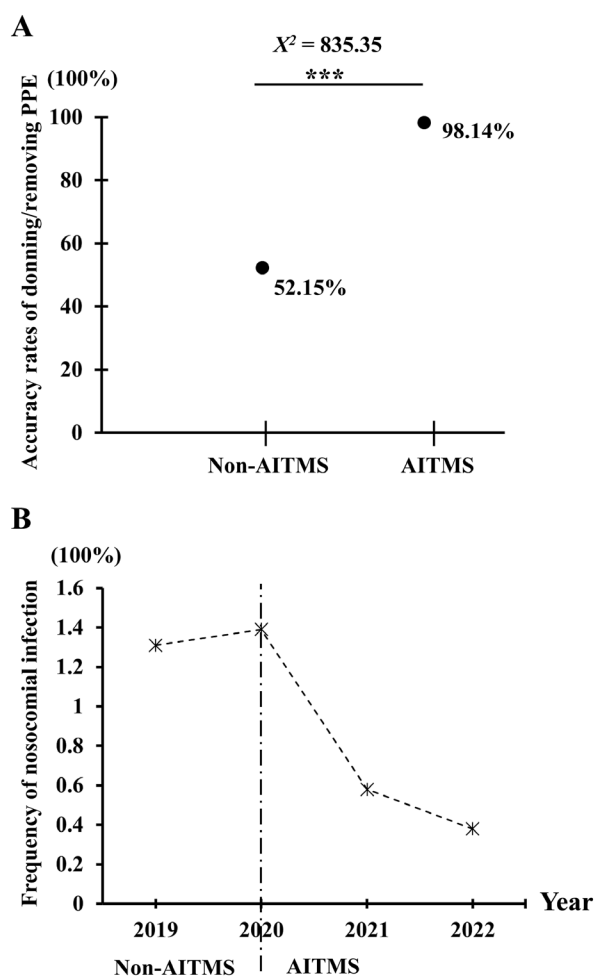 A
X² = 835.35
(100%)
***
Accuracy rates of donning/removing PPE
100
80
60
40
20
0
98.14%
52.15%
Non-AITMS AITMS
B
(100%)
Frequency of nosocomial infection
1.6
1.4
1.2
1
0.8
0.6
0.4
0.2
0
Year
2019 2020 2021 2022
Non-AITMS AITMS